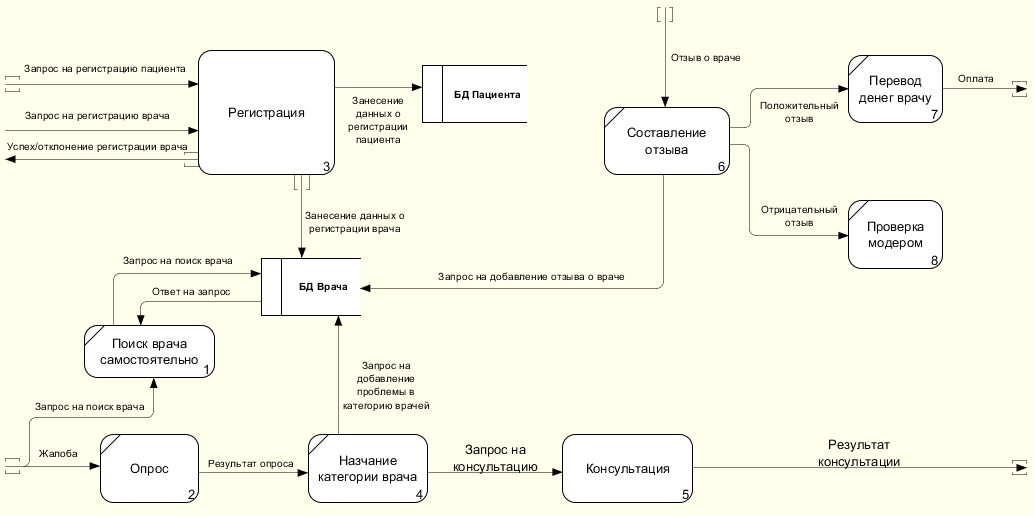 Запрос на регистрацию пациента
Запрос на регистрацию врача
Успех/отклонение регистрации врача
Регистрация
3
Занесение
данных о
регистрации
пациента
БД Пациента
Занесение данных о
регистрации врача
Отзыв о враче
Составление
отзыва
6
Положительный
отзыв
Перевод
денег врачу
7
Оплата
Отрицательный
отзыв
Проверка
модером
8
Запрос на поиск врача
Ответ на запрос
БД Врача
Запрос на добавление отзыва о враче
Поиск врача
самостоятельно
1
Запрос на
добавление
проблемы в
категорию врачей
Запрос на поиск врача
Жалоба
Опрос
2
Результат опроса
Назчание
категории врача
4
Запрос на
консультацию
Консультация
5
Результат
консультации